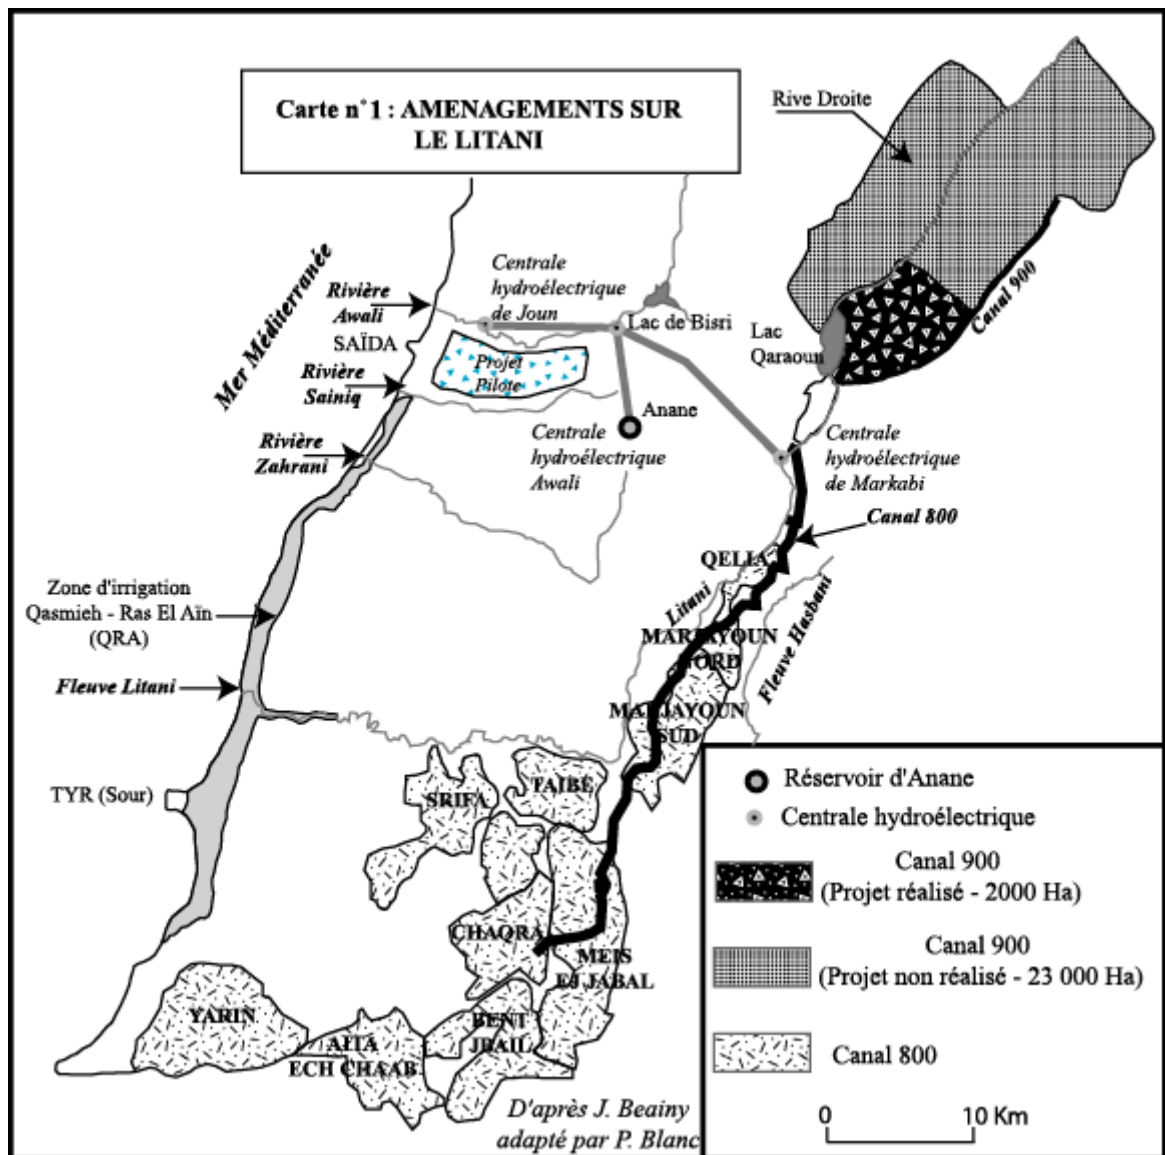 Carte n°1 : AMENAGEMENTS SUR
LE LITANI
Rive Droite
Mer Méditerranée
Rivière
Awali
SAÏDA
Rivière
Sainiq
Rivière
Zahrani
Centrale
hydroélectrique
de Joun
Lac de Bisri
Projet
Pilote
Anane
Centrale
hydroélectrique
Awali
Lac
Qaraoun
Canal 900
Centrale
hydroélectrique
de Markabi
Canal 800
QELIA
Litani
Fleuve Hasbani
MARJAYOUN
NORD
MARJAYOUN
SUD
Zone d'irrigation
Qasmieh - Ras El Aïn
(QRA)
Fleuve Litani
TYR (Sour)
SRIFA
TAIBE
CHAQRA
MEIS
EJ JABAL
YARIN
AITA
ECH CHAAB
BENT
JBAIL
D'après J. Beainy
adapté par P. Blanc
Réservoir d'Anane
Centrale hydroélectrique
Canal 900
(Projet réalisé - 2000 Ha)
Canal 900
(Projet non réalisé - 23 000 Ha)
Canal 800
0 10 Km